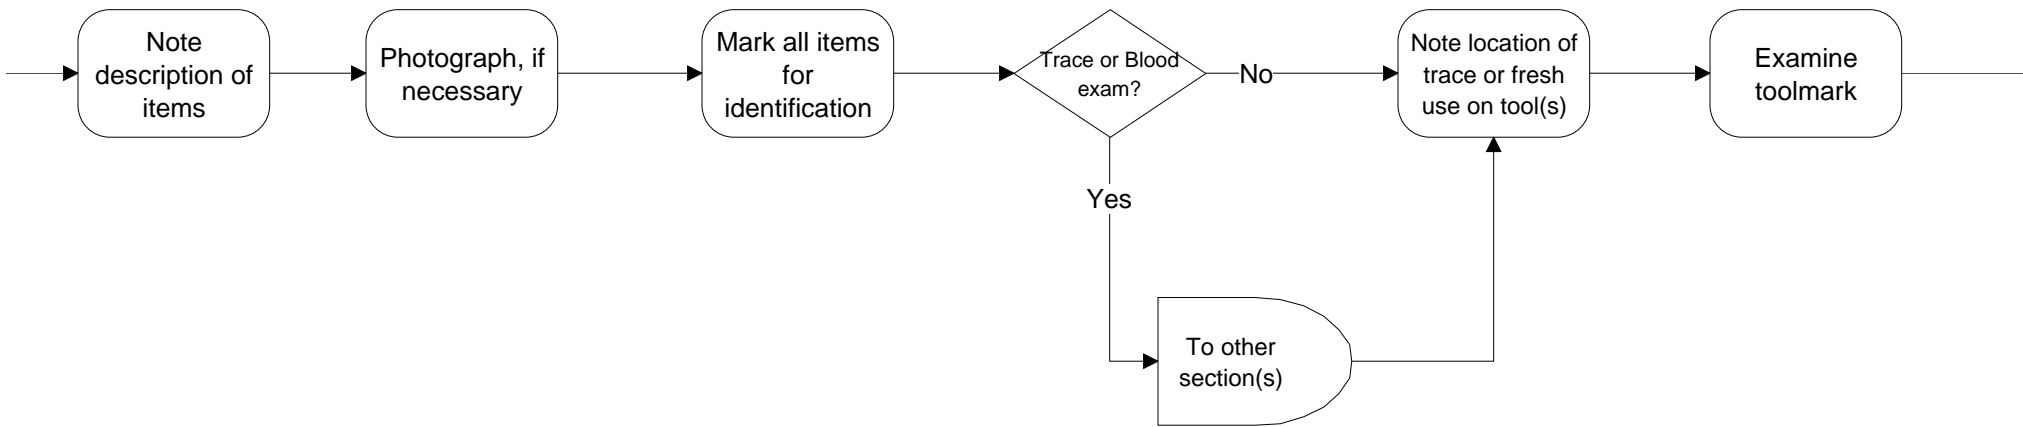 Note
description of
items
Photograph, if
necessary
Mark all items
for
identification
Trace or Blood
exam?
No
Note location of
trace or fresh
use on tool(s)
Examine
toolmark
Yes
To other
section(s)